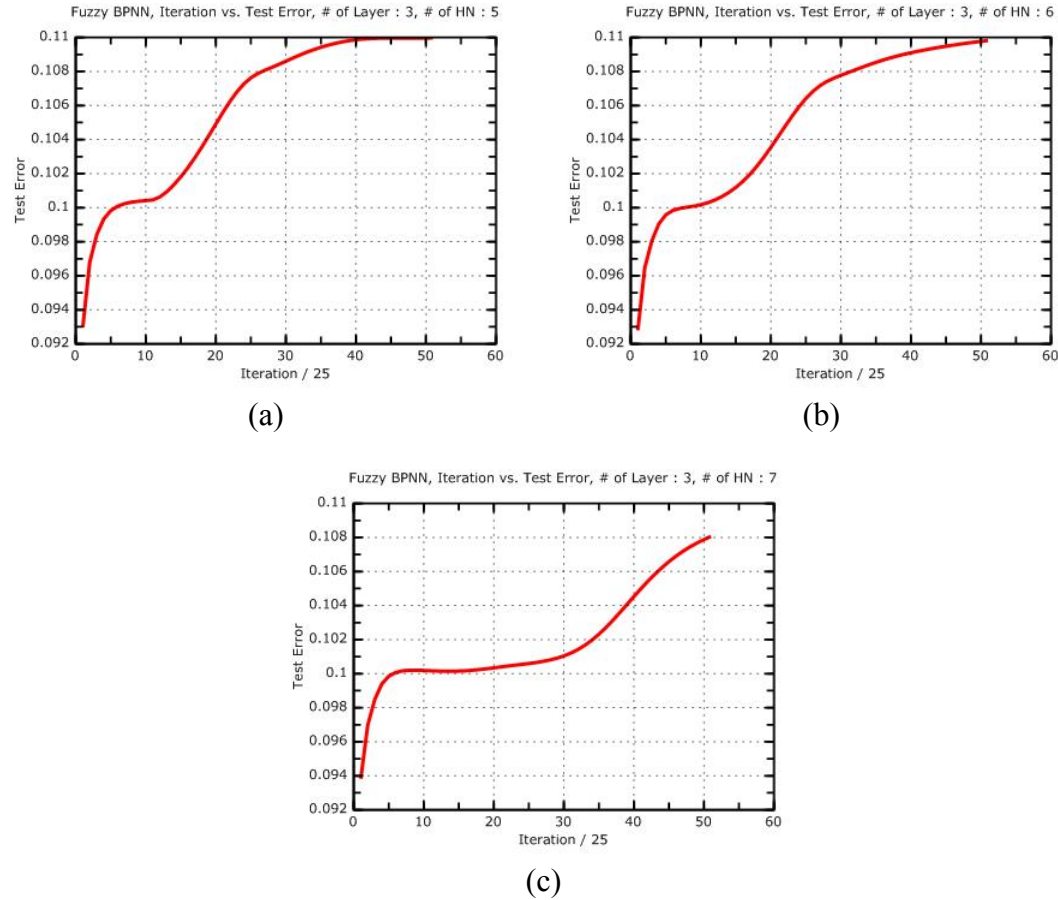 Fuzzy BPNN, Iteration vs. Test Error, # of Layer : 3, # of HN : 5
Test Error
0.11
0.108
0.106
0.104
0.102
0.1
0.098
0.096
0.094
0.092
0 10 20 30 40 50 60
Iteration / 25
(a)
Fuzzy BPNN, Iteration vs. Test Error, # of Layer : 3, # of HN : 6
Test Error
0.11
0.108
0.106
0.104
0.102
0.1
0.098
0.096
0.094
0.092
0 10 20 30 40 50 60
Iteration / 25
(b)
Fuzzy BPNN, Iteration vs. Test Error, # of Layer : 3, # of HN : 7
Test Error
0.11
0.108
0.106
0.104
0.102
0.1
0.098
0.096
0.094
0.092
0 10 20 30 40 50 60
Iteration / 25
(c)